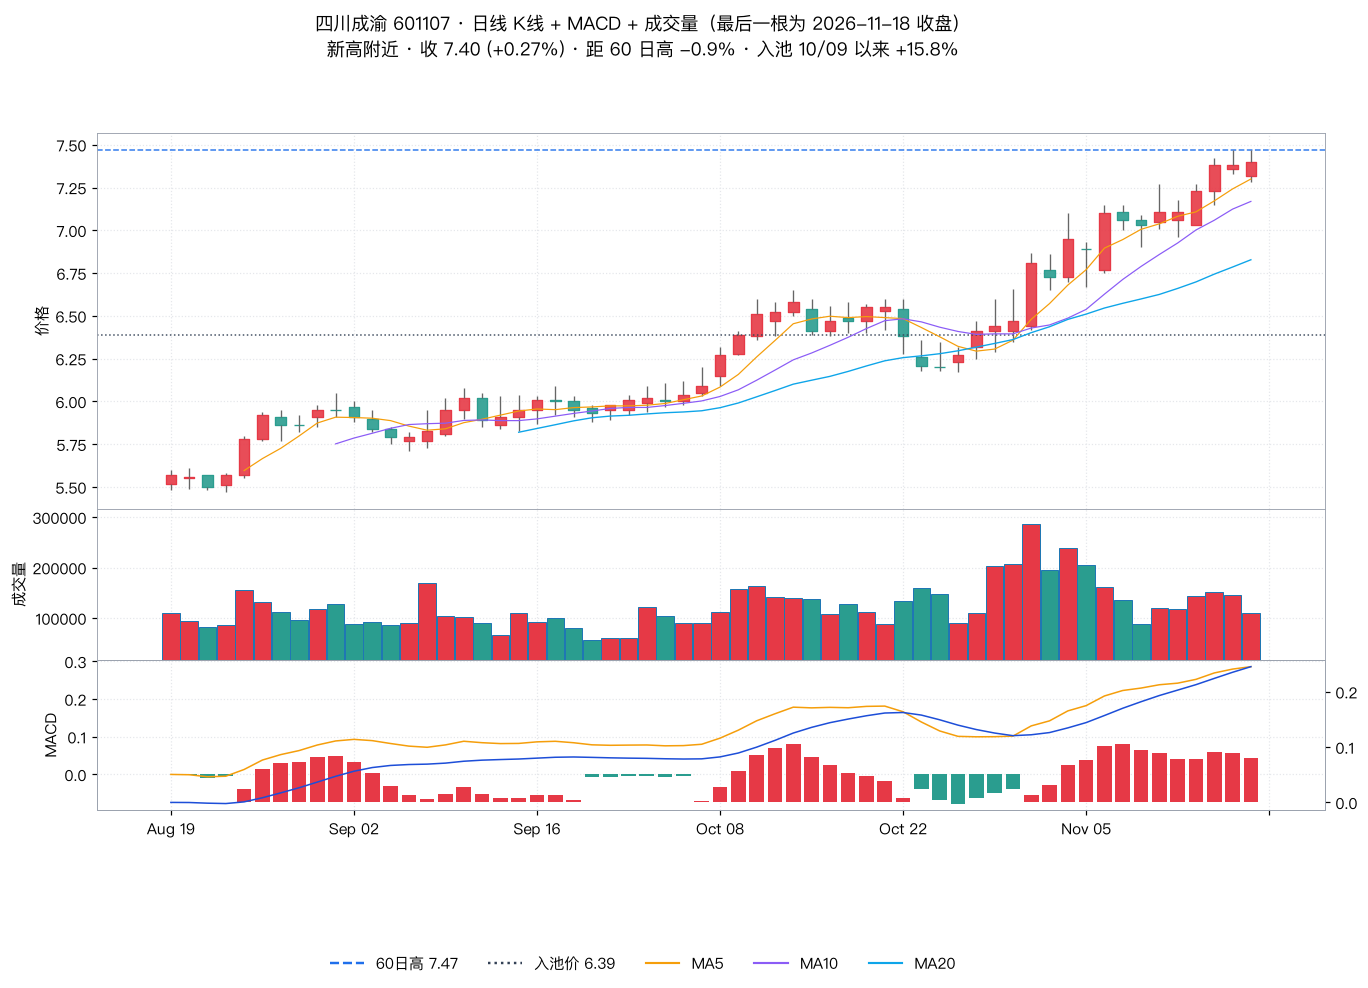 四川成渝 601107 · 日线 K线 + MACD + 成交量（最后一根为 2026-11-18 收盘）
新高附近 · 收 7.40 (+0.27%) · 距 60 日高 -0.9% · 入池 10/09 以来 +15.8%
7.50
7.25
7.00
6.75
6.50
6.25
6.00
5.75
5.50
价格
300000
200000
100000
成交量
0.3
0.2
0.1
0.0
MACD
0.2
0.1
0.0
Aug 19
Sep 02
Sep 16
Oct 08
Oct 22
Nov 05
60日高 7.47
入池价 6.39
MA5
MA10
MA20